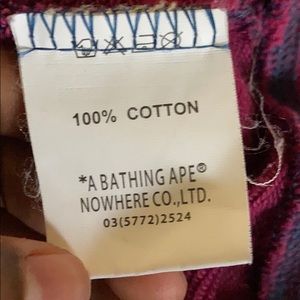 100% COTTON
*A BATHING APE®
NOWHERE CO.,LTD.
03(5772)2524